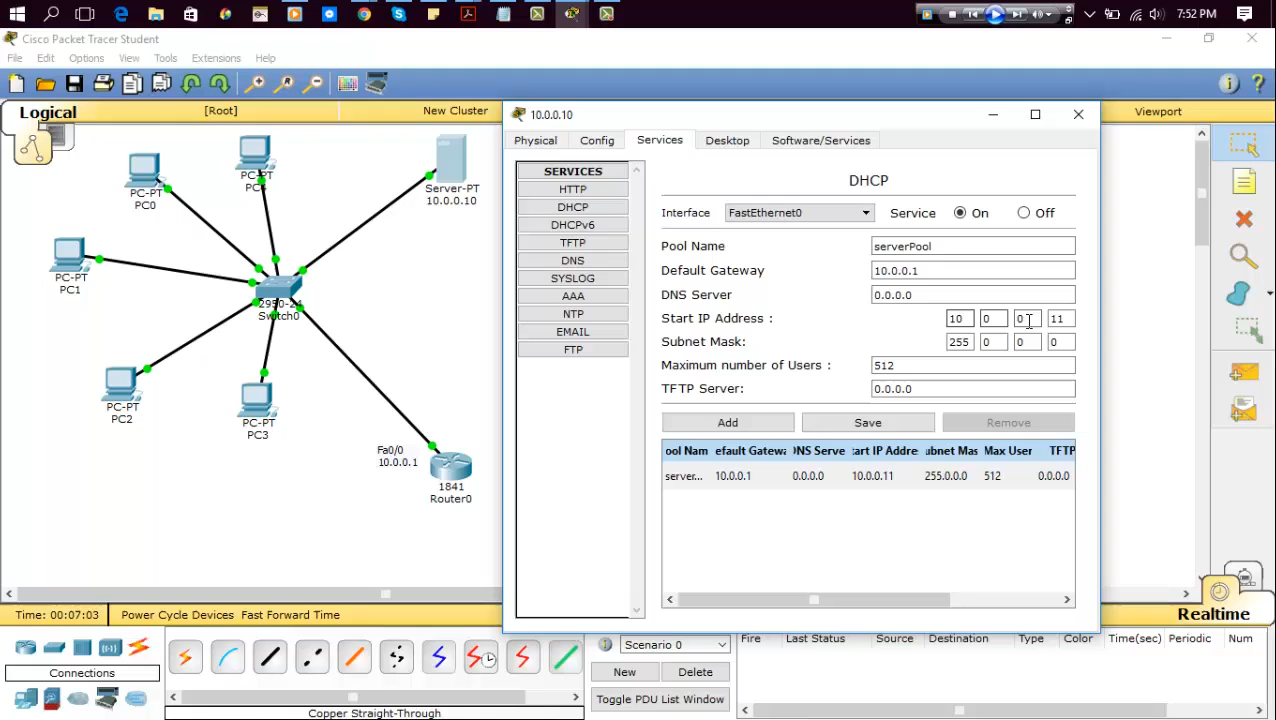 7:52 PM
Cisco Packet Tracer Student
File Edit Options View Tools Extensions Help
Logical
[Root]
New Cluster
Viewport
PC-PT
PC0
PC-PT
Server-PT
10.0.0.10
PC-PT
PC1
2950-24
Switch0
PC-PT
PC2
PC-PT
PC3
Fa0/0
10.0.0.1
1841
Router0
10.0.0.10
Physical Config Services Desktop Software/Services
SERVICES
HTTP
DHCP
DHCPv6
TFTP
DNS
SYSLOG
AAA
NTP
EMAIL
FTP
DHCP
Interface FastEthernet0 Service On Off
Pool Name serverPool
Default Gateway 10.0.0.1
DNS Server 0.0.0.0
Start IP Address : 10 0 0 11
Subnet Mask: 255 0 0 0
Maximum number of Users : 512
TFTP Server: 0.0.0.0
Add Save Remove
ool Nam efault Gatewa DNS Serve tart IP Addre ubnet Mas Max User TFTP
server... 10.0.0.1 0.0.0.0 10.0.0.11 255.0.0.0 512 0.0.0.0
Time: 00:07:03 Power Cycle Devices Fast Forward Time
Realtime
Connections
Copper Straight-Through
Scenario 0
New Delete
Toggle PDU List Window
Fire Last Status Source Destination Type Color Time(sec) Periodic Num